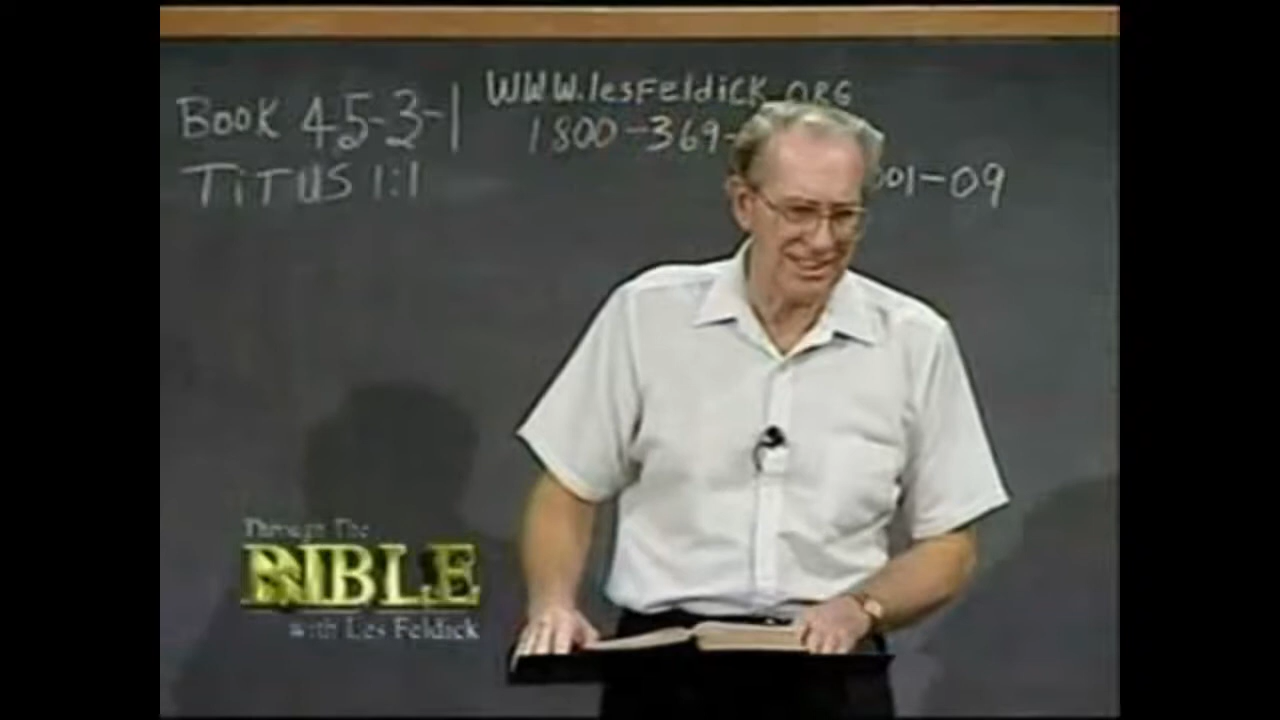 BOOK 45-3-1
TiTUS 1:1
WWW.lesFeldiCK.ORG
1800-369-
001-09
Through The
BIBLE
with Les Feldick